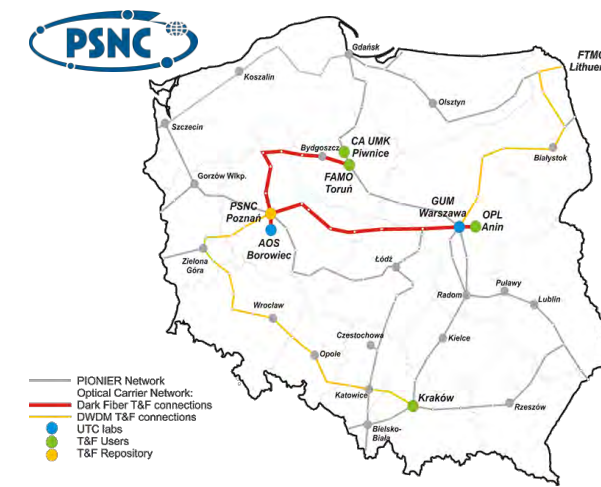 PSNC
Gdańsk
FTMC
Lithuen
Koszalin
Olsztyn
Szczecin
Bydgoszcz
CA UMK
Piwnice
Białystok
FAMO
Toruń
Gorzów Wlkp.
PSNC
Poznań
GUM
Warszawa
OPL
Anin
AOS
Borowiec
Zielona
Góra
Łódź
Radom
Puławy
Lublin
Wrocław
Czestochowa
Kielce
Opole
Katowice
Kraków
Rzeszów
Bielsko-
Biała
PIONIER Network
Optical Carrier Network:
Dark Fiber T&F connections
DWDM T&F connections
UTC labs
T&F Users
T&F Repository